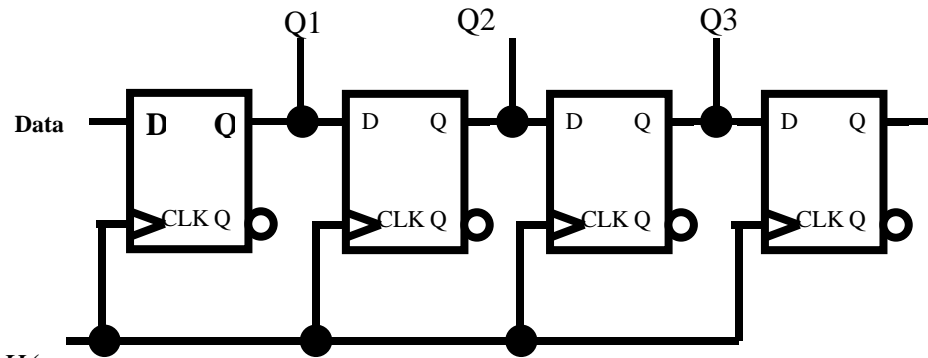 Q1 Q2 Q3
Data D Q D Q D Q D Q
CLK Q CLK Q CLK Q CLK Q